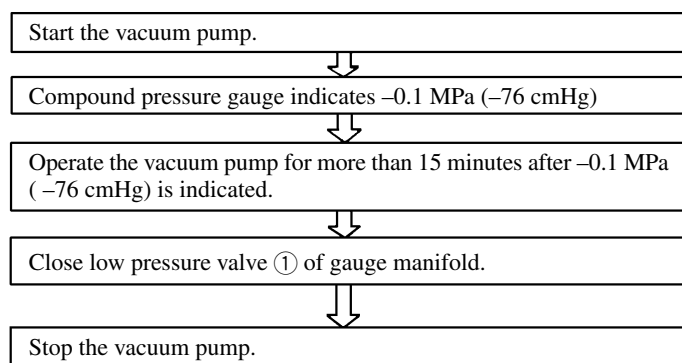 Start the vacuum pump.
Compound pressure gauge indicates –0.1 MPa (–76 cmHg)
Operate the vacuum pump for more than 15 minutes after –0.1 MPa
( –76 cmHg) is indicated.
Close low pressure valve ① of gauge manifold.
Stop the vacuum pump.